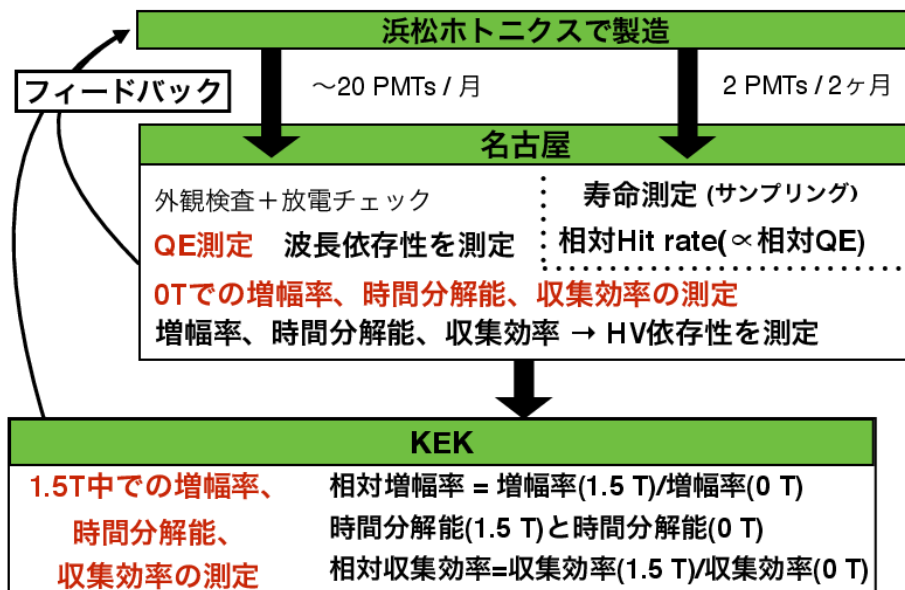 浜松ホトニクスで製造
フィードバック
〜20 PMTs / 月
2 PMTs / 2ヶ月
名古屋
外観検査＋放電チェック
QE測定　波長依存性を測定
寿命測定 (サンプリング)
相対Hit rate(∝相対QE)
0Tでの増幅率、時間分解能、収集効率の測定
増幅率、時間分解能、収集効率 → HV依存性を測定
KEK
1.5T中での増幅率、
時間分解能、
収集効率の測定
相対増幅率 = 増幅率(1.5 T)/増幅率(0 T)
時間分解能(1.5 T)と時間分解能(0 T)
相対収集効率=収集効率(1.5 T)/収集効率(0 T)